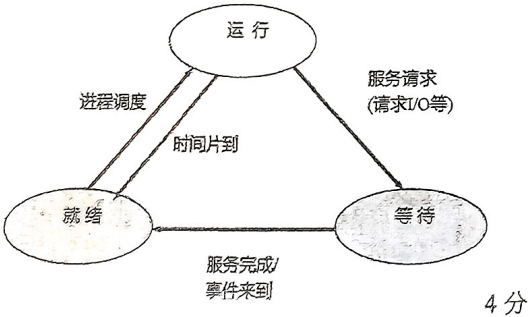 运行
进程调度
服务请求
(请求I/O等)
时间片到
就绪
等待
服务完成/
事件来到
4分